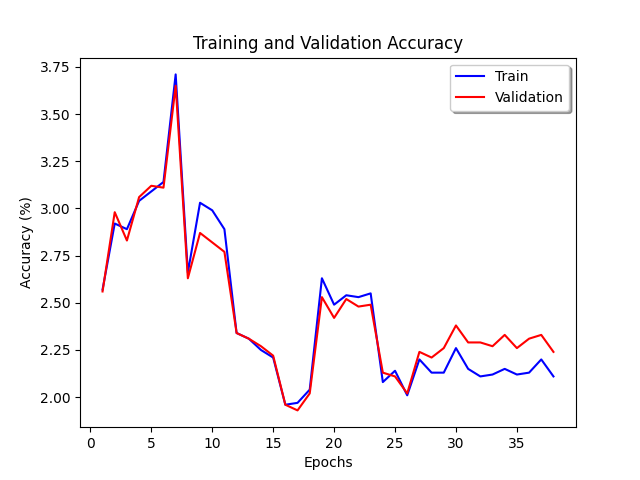 Training and Validation Accuracy
Train
Validation
Accuracy (%)
3.75
3.50
3.25
3.00
2.75
2.50
2.25
2.00
0 5 10 15 20 25 30 35
Epochs